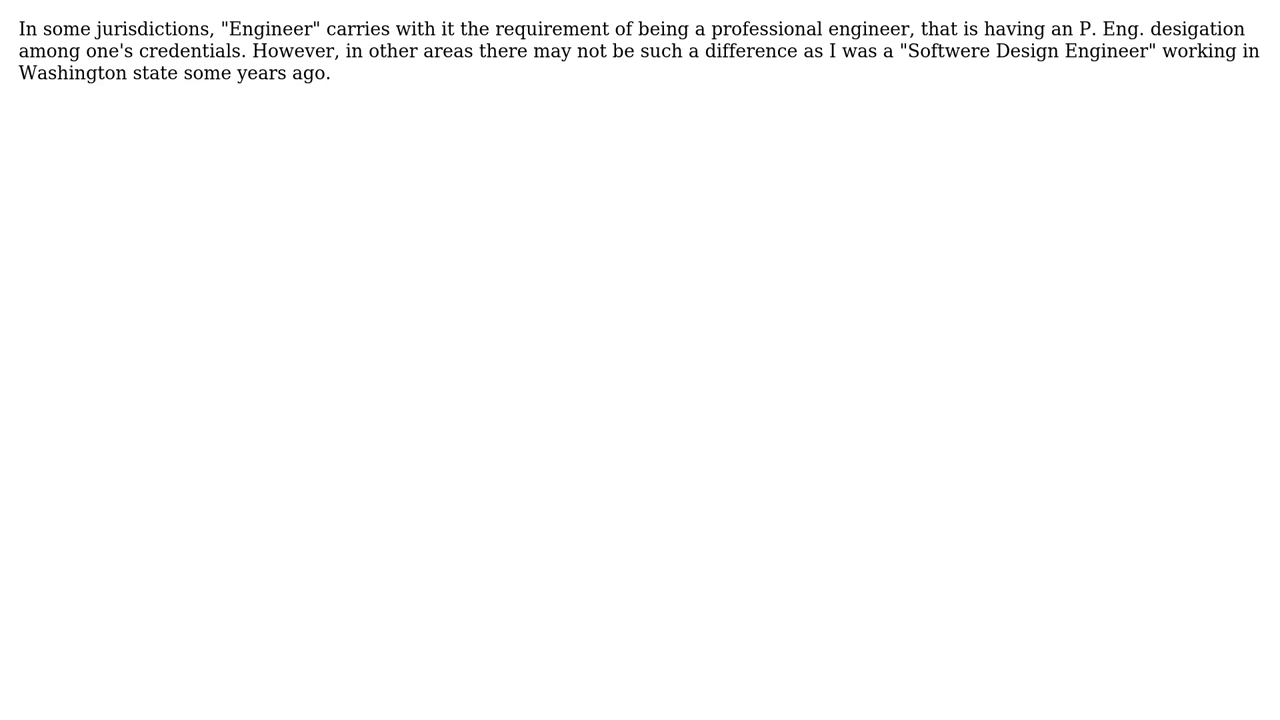 In some jurisdictions, "Engineer" carries with it the requirement of being a professional engineer, that is having an P. Eng. desigation
among one's credentials. However, in other areas there may not be such a difference as I was a "Softwere Design Engineer" working in
Washington state some years ago.